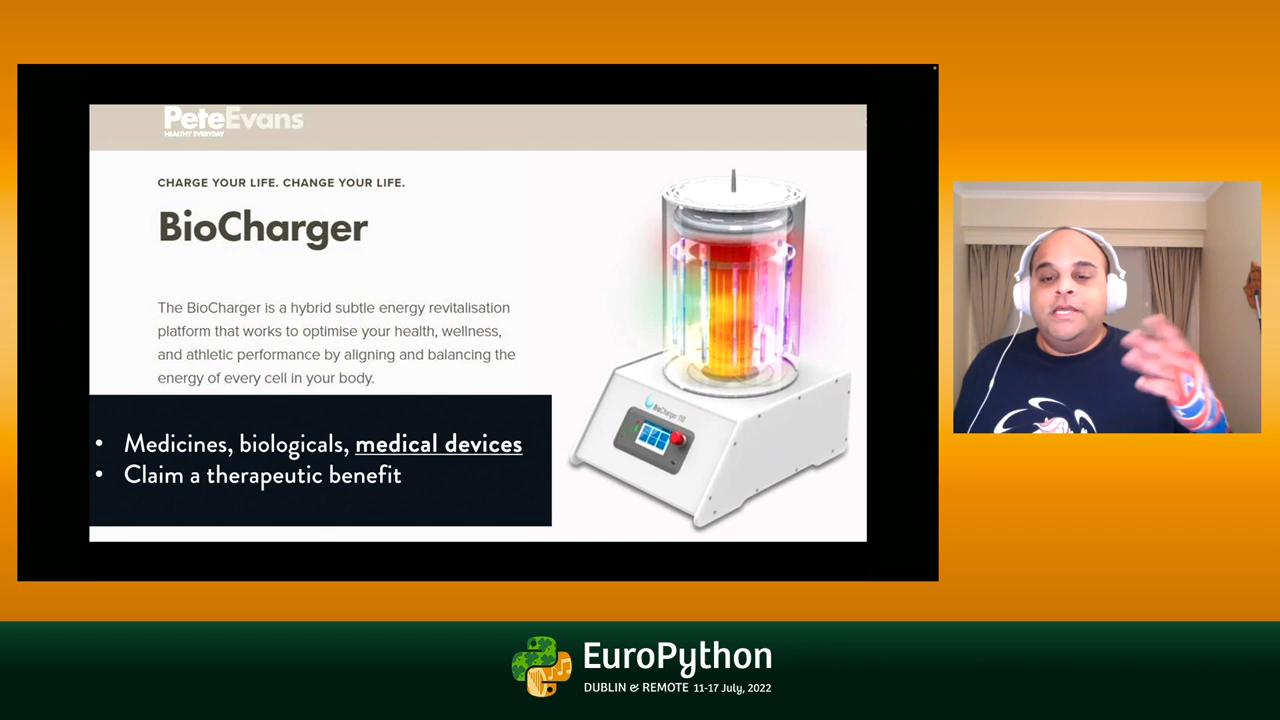 PeteEvans
HEALTHY EVERYDAY
CHARGE YOUR LIFE. CHANGE YOUR LIFE.
BioCharger
The BioCharger is a hybrid subtle energy revitalisation
platform that works to optimise your health, wellness,
and athletic performance by aligning and balancing the
energy of every cell in your body.
• Medicines, biologicals, medical devices
• Claim a therapeutic benefit
BioCharger NG
EuroPython
DUBLIN & REMOTE 11-17 July, 2022